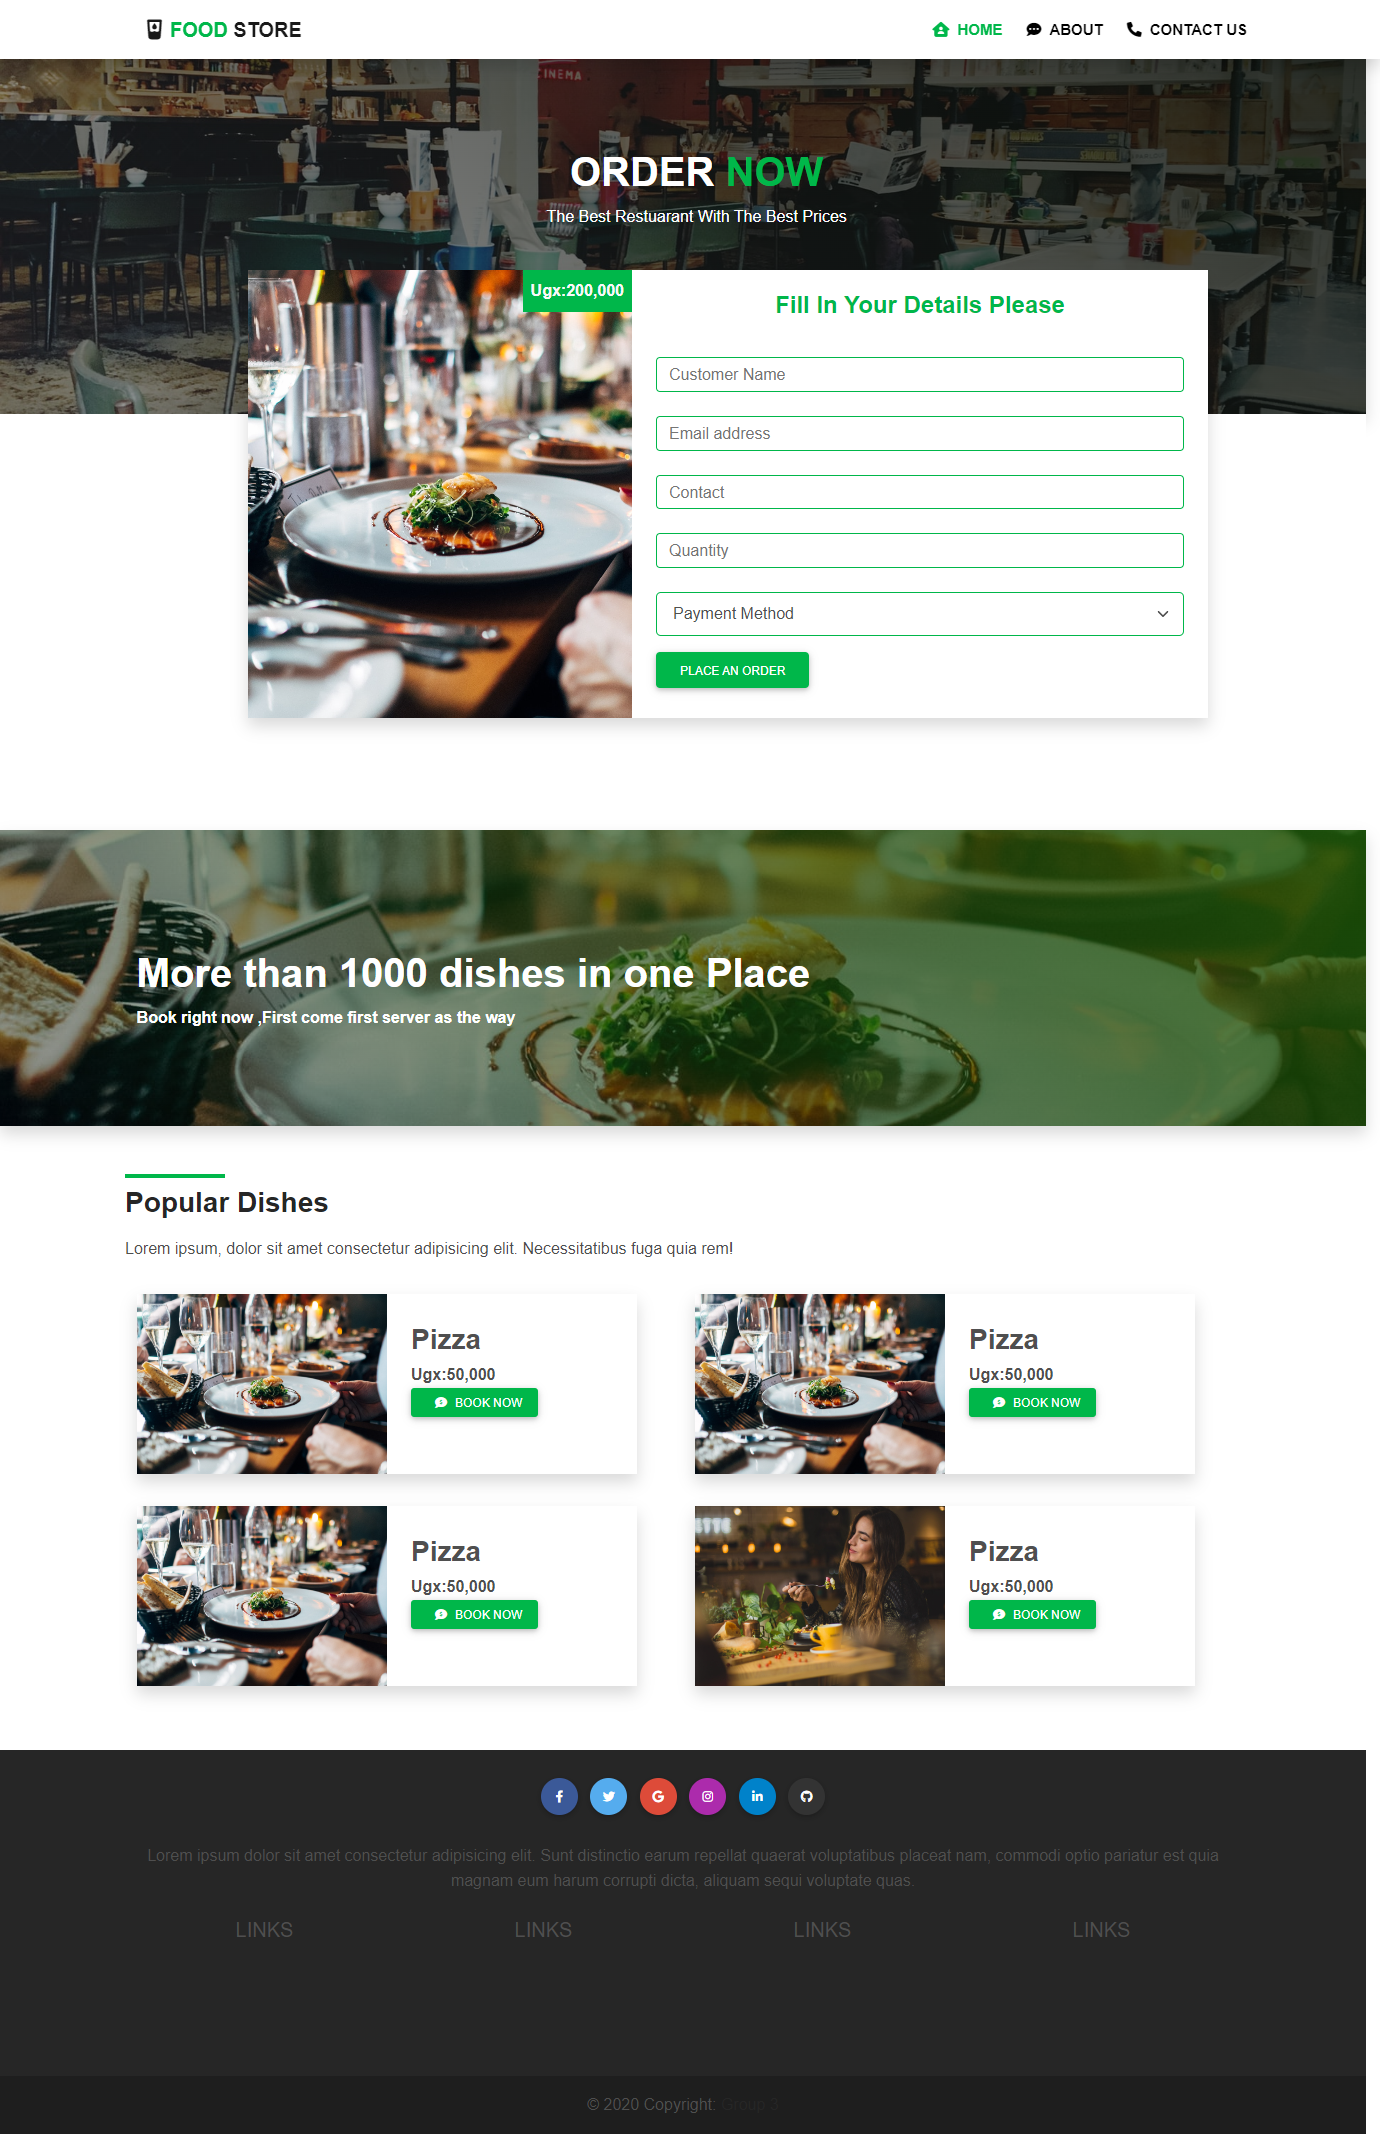 FOOD STORE
HOME
ABOUT
CONTACT US
CINEMA
ORDER NOW
The Best Restuarant With The Best Prices
Ugx:200,000
Fill In Your Details Please
Customer Name
Email address
Contact
Quantity
Payment Method
PLACE AN ORDER
More than 1000 dishes in one Place
Book right now ,First come first server as the way
Popular Dishes
Lorem ipsum, dolor sit amet consectetur adipisicing elit. Necessitatibus fuga quia rem!
Pizza
Ugx:50,000
BOOK NOW
Pizza
Ugx:50,000
BOOK NOW
Pizza
Ugx:50,000
BOOK NOW
Pizza
Ugx:50,000
BOOK NOW
Lorem ipsum dolor sit amet consectetur adipisicing elit. Sunt distinctio earum repellat quaerat voluptatibus placeat nam, commodi optio pariatur est quia
magnam eum harum corrupti dicta, aliquam sequi voluptate quas.
LINKS
LINKS
LINKS
LINKS
© 2020 Copyright: Group 3